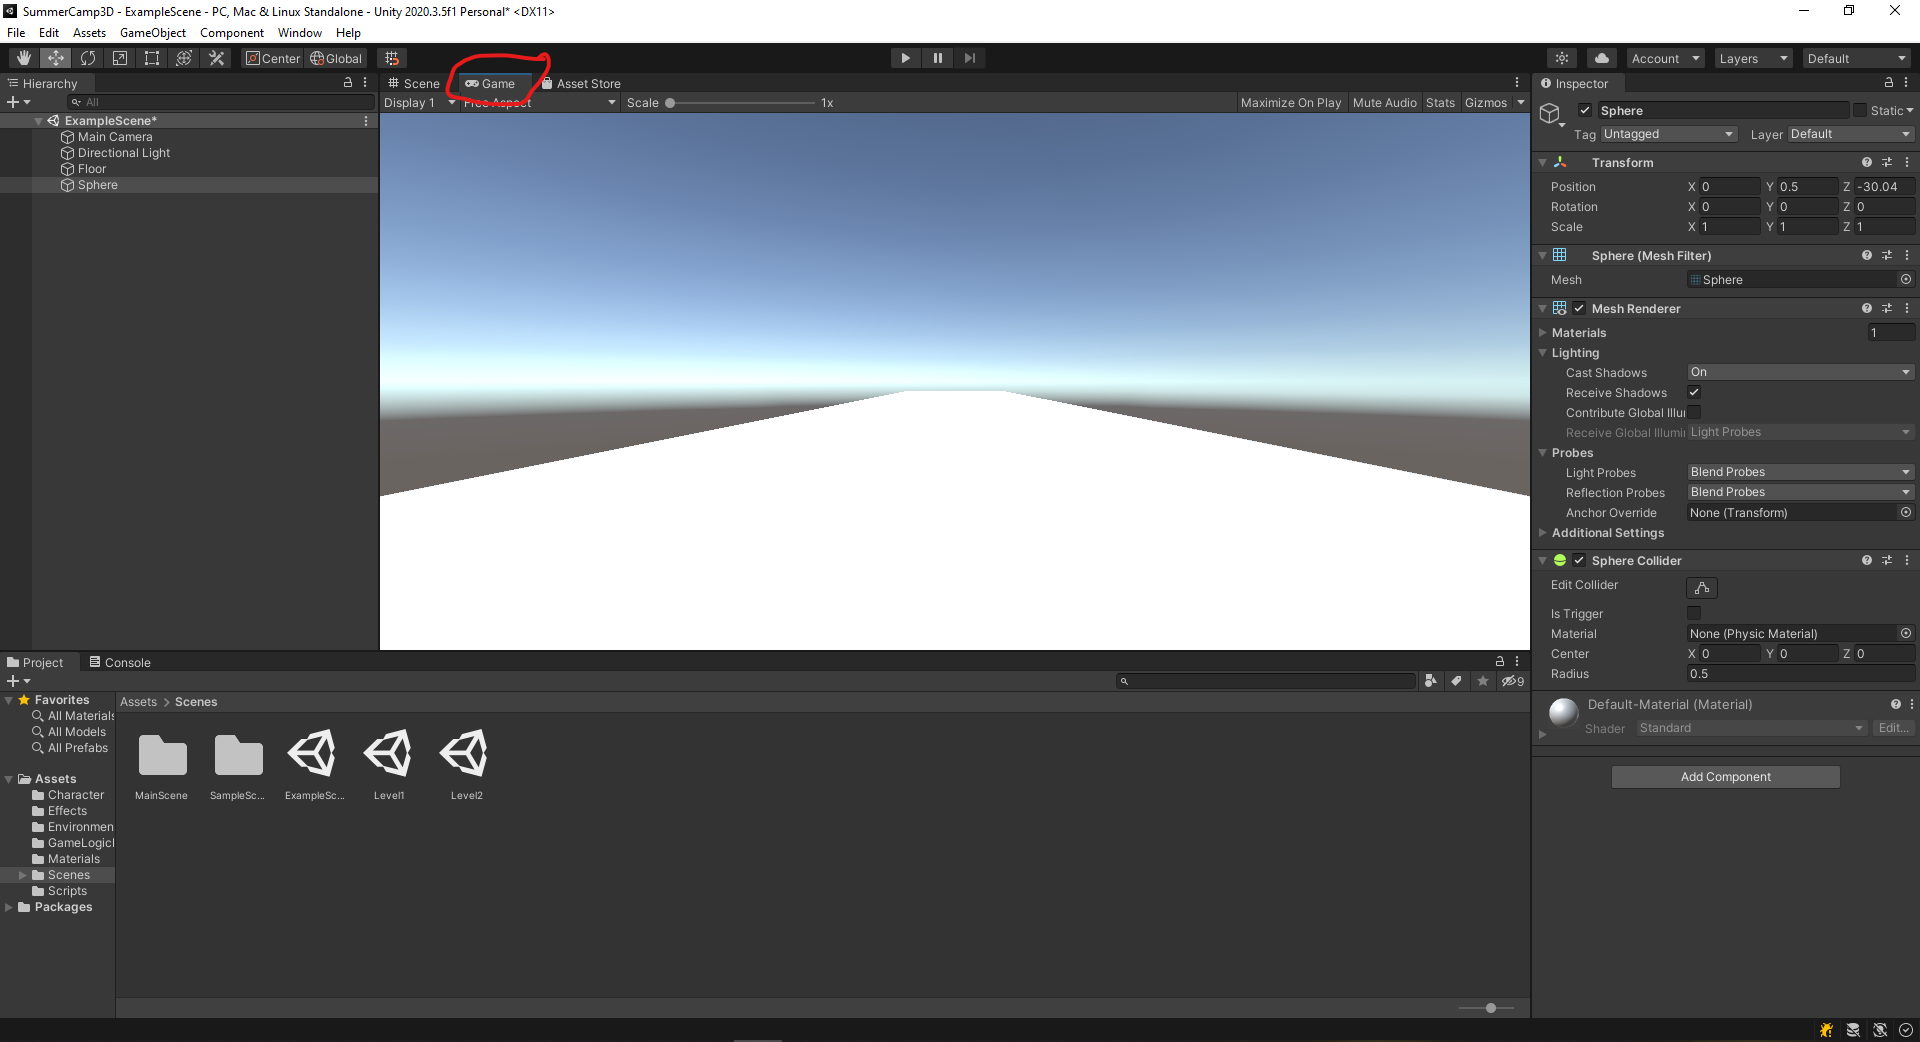 SummerCamp3D - ExampleScene - PC, Mac & Linux Standalone - Unity 2020.3.5f1 Personal* <DX11>
File Edit Assets GameObject Component Window Help
Center Global Account Layers Default
Hierarchy
All
ExampleScene*
Main Camera
Directional Light
Floor
Sphere
Scene Game Asset Store
Display 1 Free Aspect Scale 1x Maximize On Play Mute Audio Stats Gizmos
Inspector
Sphere Static
Tag Untagged Layer Default
Transform
Position X 0 Y 0.5 Z -30.04
Rotation X 0 Y 0 Z 0
Scale X 1 Y 1 Z 1
Sphere (Mesh Filter)
Mesh Sphere
Mesh Renderer
Materials 1
Lighting
Cast Shadows On
Receive Shadows
Contribute Global Illu
Receive Global Illumi Light Probes
Probes
Light Probes Blend Probes
Reflection Probes Blend Probes
Anchor Override None (Transform)
Additional Settings
Sphere Collider
Edit Collider
Is Trigger
Material None (Physic Material)
Center X 0 Y 0 Z 0
Radius 0.5
Default-Material (Material)
Shader Standard Edit...
Add Component
Project Console
9
Favorites
All Materials
All Models
All Prefabs
Assets
Character
Effects
Environmen
GameLogic
Materials
Scenes
Scripts
Packages
Assets > Scenes
MainScene SampleSc... ExampleSc... Level1 Level2